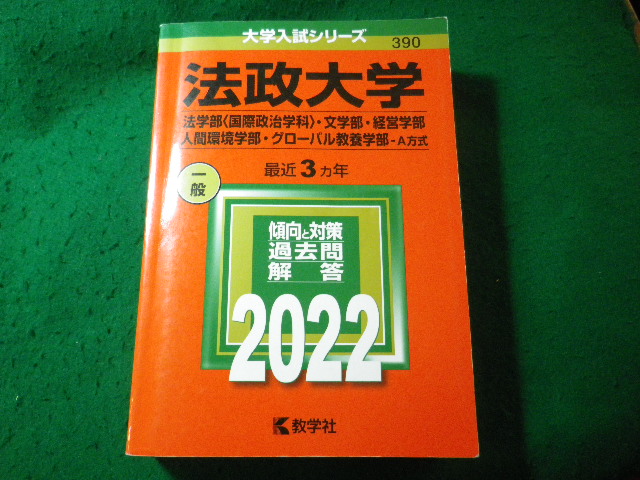 大学入試シリーズ
390
法政大学
法学部〈国際政治学科〉・文学部・経営学部
人間環境学部・グローバル教養学部-A方式
最近3カ年
一般
傾向と対策
過去問
解答
2022
教学社